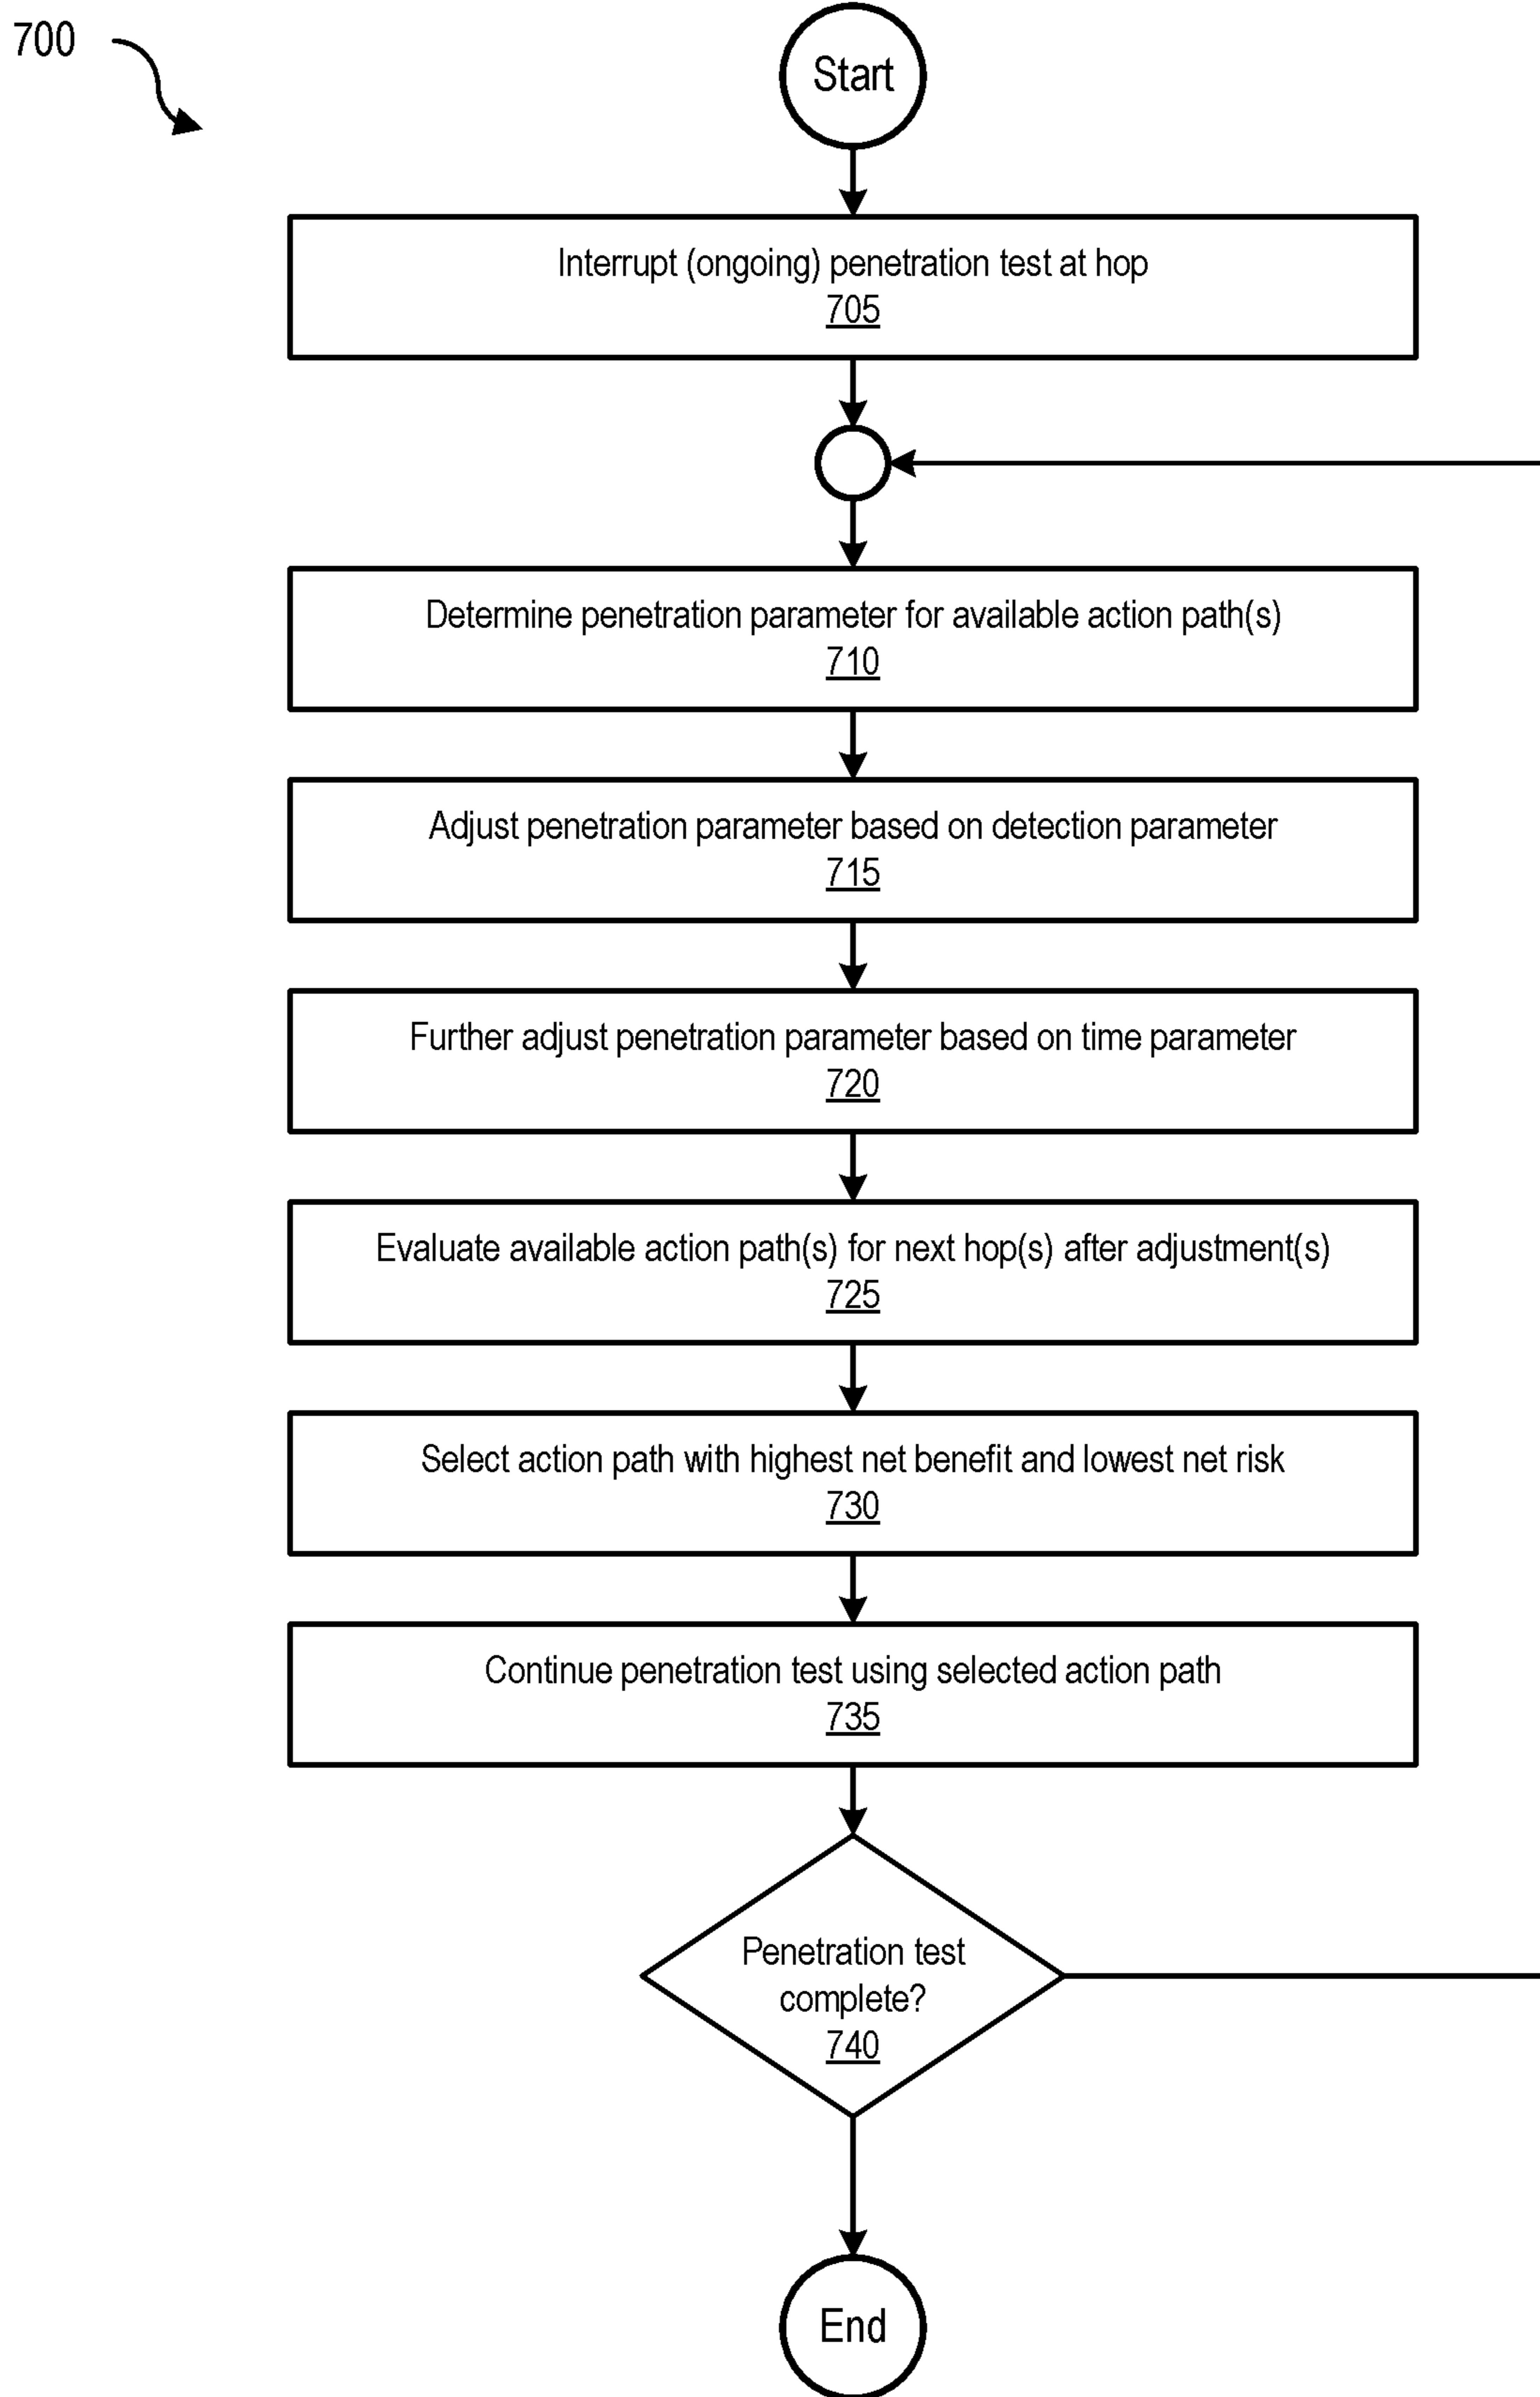 700
Start
Interrupt (ongoing) penetration test at hop
705
Determine penetration parameter for available action path(s)
710
Adjust penetration parameter based on detection parameter
715
Further adjust penetration parameter based on time parameter
720
Evaluate available action path(s) for next hop(s) after adjustment(s)
725
Select action path with highest net benefit and lowest net risk
730
Continue penetration test using selected action path
735
Penetration test
complete?
740
End